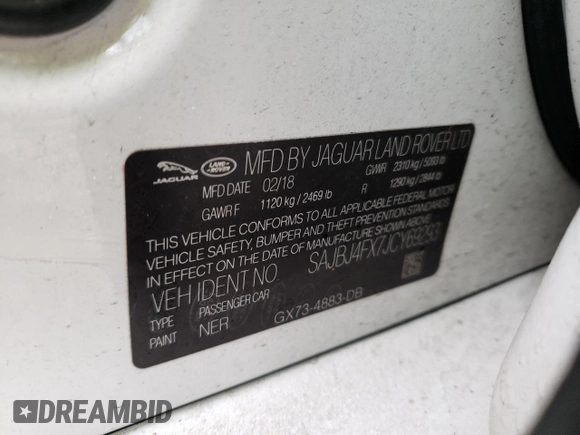 JAGUAR
LAND ROVER
MFD BY JAGUAR LAND ROVER LTD
MFD DATE 02/18 GVWR 2310 kg / 5093 lb
GAWR F 1120 kg / 2469 lb R 1290 kg / 2844 lb
THIS VEHICLE CONFORMS TO ALL APPLICABLE FEDERAL MOTOR
VEHICLE SAFETY, BUMPER AND THEFT PREVENTION STANDARDS
IN EFFECT ON THE DATE OF MANUFACTURE SHOWN ABOVE.
VEH IDENT NO SAJBJ4FX7JCY69293
TYPE PASSENGER CAR
PAINT NER GX73-4883-DB
DREAMBID